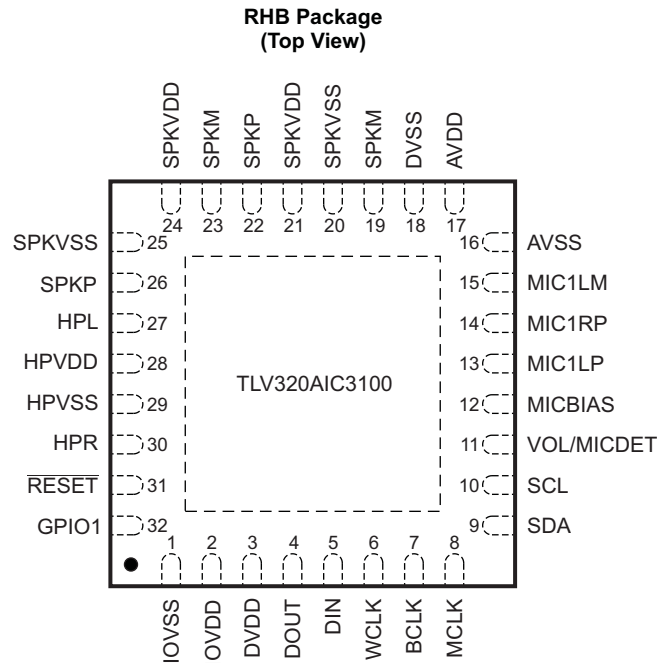 RHB Package
(Top View)
SPKVDD
SPKM
SPKP
SPKVDD
SPKVSS
SPKM
DVSS
AVDD
24 23 22 21 20 19 18 17
SPKVSS 25
SPKP 26
HPL 27
HPVDD 28
HPVSS 29
HPR 30
RESET 31
GPIO1 32
16 AVSS
15 MIC1LM
14 MIC1RP
13 MIC1LP
12 MICBIAS
11 VOL/MICDET
10 SCL
9 SDA
TLV320AIC3100
1 2 3 4 5 6 7 8
IOVSS
OVDD
DVDD
DOUT
DIN
WCLK
BCLK
MCLK